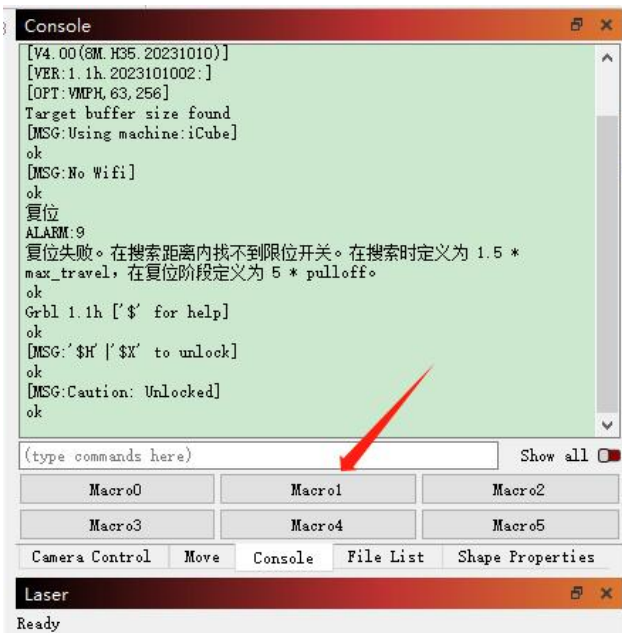 Console
[V4.00(8M.H35.20231010)]
[VER:1.1h.2023101002:]
[OPT:VMPH,63,256]
Target buffer size found
[MSG:Using machine:iCube]
ok
[MSG:No Wifi]
ok
复位
ALARM:9
复位失败。在搜索距离内找不到限位开关。在搜索时定义为 1.5 *
max_travel，在复位阶段定义为 5 * pulloff。
ok
Grbl 1.1h ['$' for help]
ok
[MSG:'$H'|'$X' to unlock]
ok
[MSG:Caution: Unlocked]
ok
(type commands here) Show all
Macro0 Macro1 Macro2
Macro3 Macro4 Macro5
Camera Control Move Console File List Shape Properties
Laser
Ready